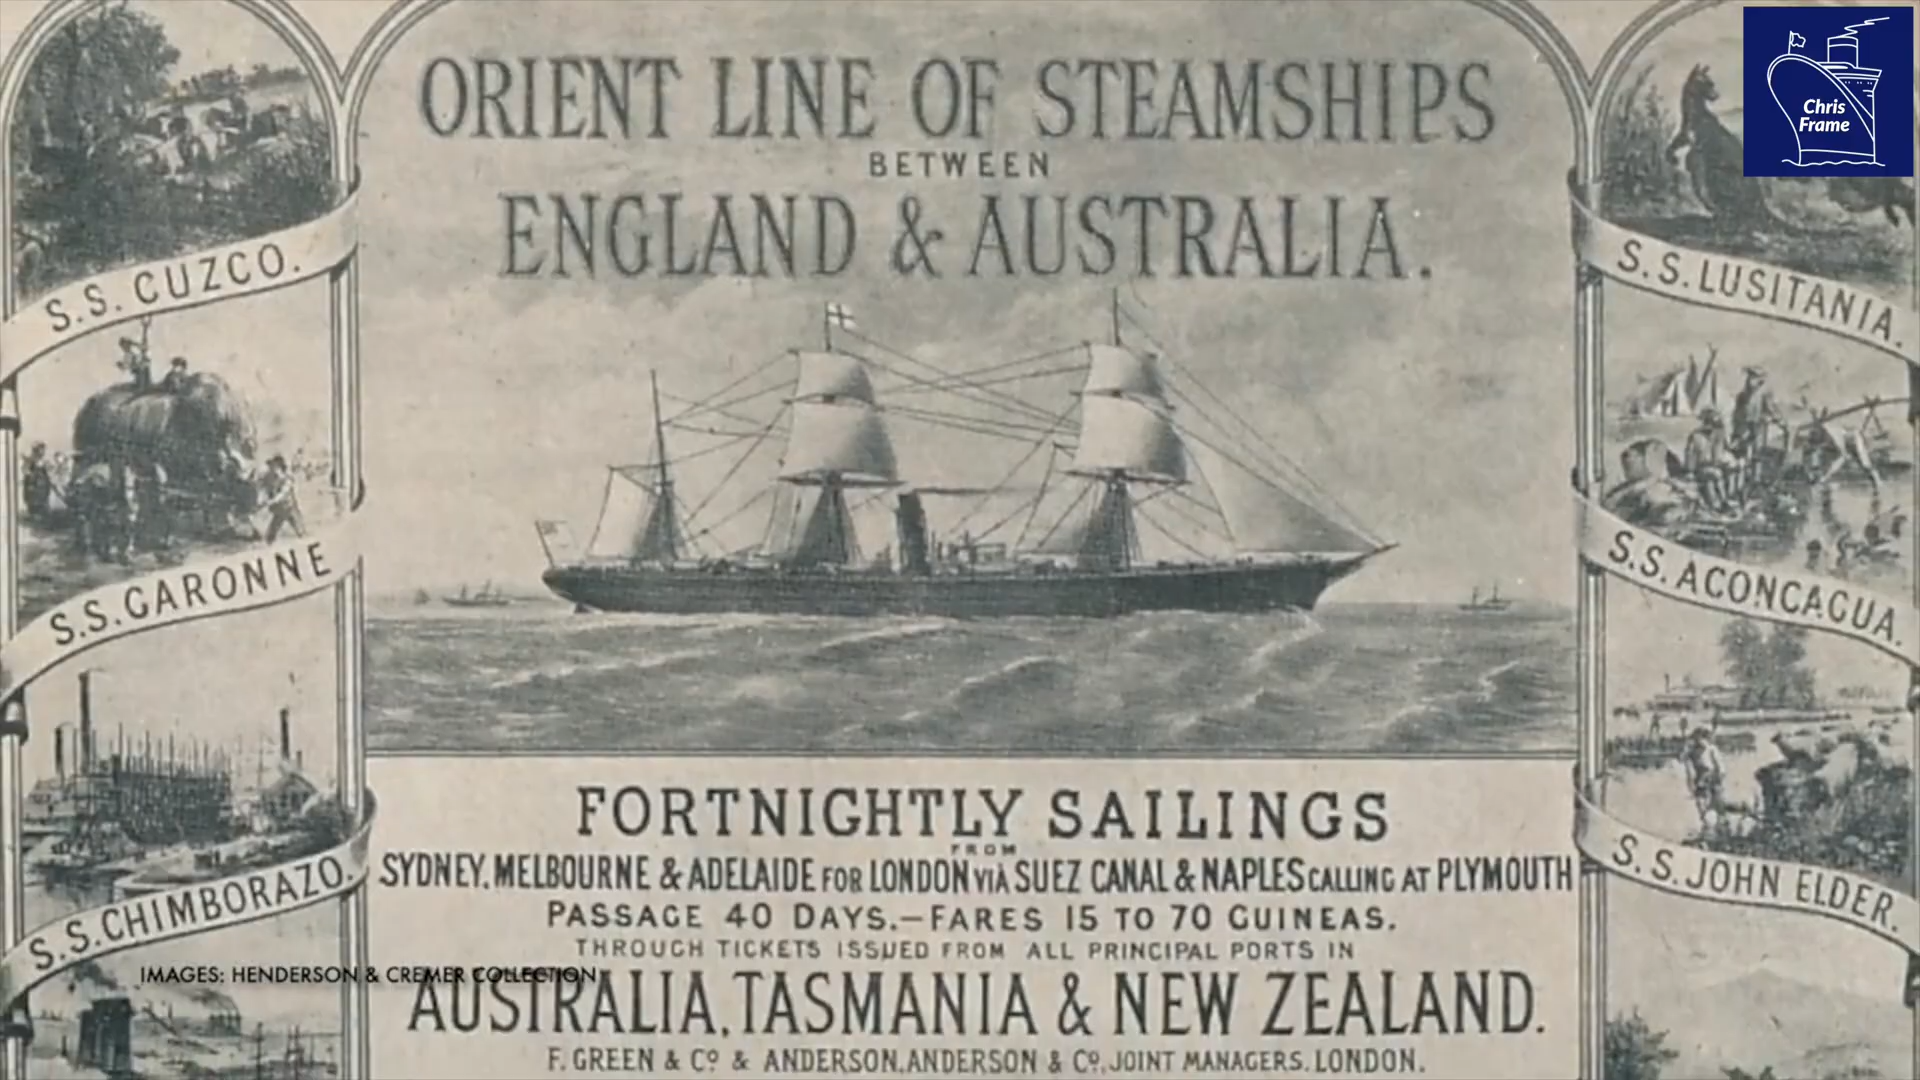 ORIENT LINE OF STEAMSHIPS
BETWEEN
ENGLAND & AUSTRALIA.
S.S. CUZCO.
S.S. GARONNE
S.S. CHIMBORAZO.
S.S. LUSITANIA.
S.S. ACONCAGUA.
S.S. JOHN ELDER.
FORTNIGHTLY SAILINGS
FROM
SYDNEY, MELBOURNE & ADELAIDE FOR LONDON VIÀ SUEZ CANAL & NAPLES CALLING AT PLYMOUTH
PASSAGE 40 DAYS.—FARES 15 TO 70 GUINEAS.
THROUGH TICKETS ISSUED FROM ALL PRINCIPAL PORTS IN
AUSTRALIA, TASMANIA & NEW ZEALAND.
F. GREEN & Co. & ANDERSON, ANDERSON & Co. JOINT MANAGERS. LONDON.
IMAGES: HENDERSON & CREMER COLLECTION
Chris
Frame